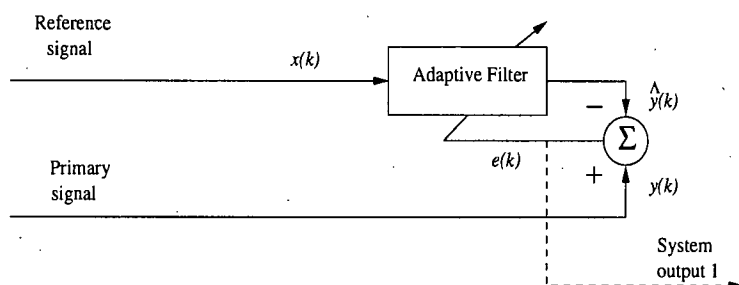 Reference
signal
x(k)
Adaptive Filter
−
ŷ(k)
Σ
e(k)
+
y(k)
Primary
signal
System
output 1